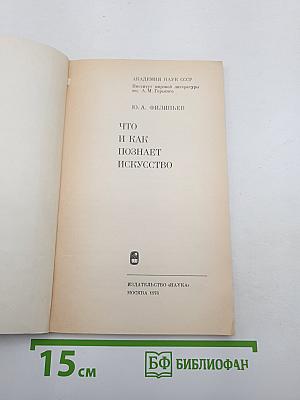 АКАДЕМИЯ НАУК СССР
Институт мировой литературы
им. А. М. Горького
Ю. А. ФИЛИПЬЕВ
ЧТО
И КАК
ПОЗНАЕТ
ИСКУССТВО
ИЗДАТЕЛЬСТВО «НАУКА»
МОСКВА 1976
15 см
БФ БИБЛИОФАН